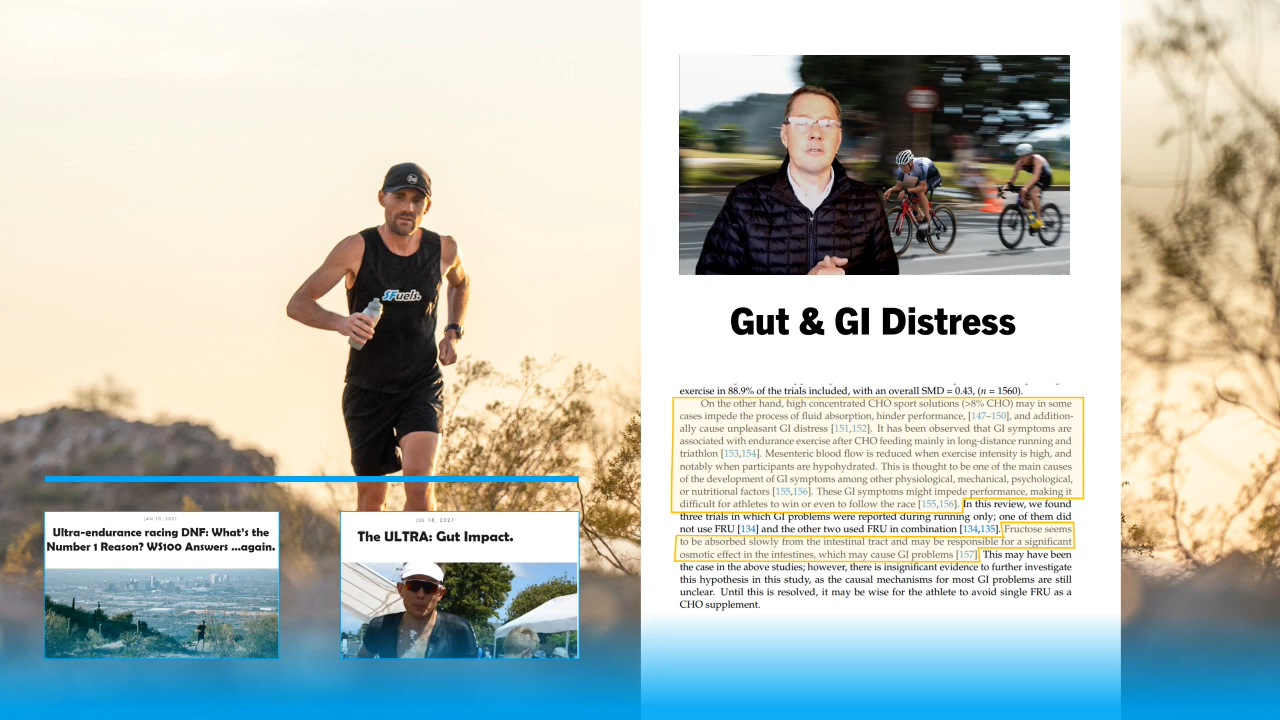 SFuels.
JAN 10, 2021
Ultra-endurance racing DNF: What's the
Number 1 Reason? WS100 Answers ...again.
JUL 18, 2021
The ULTRA: Gut Impact.
Gut & GI Distress
exercise in 88.9% of the trials included, with an overall SMD = 0.43, (n = 1560).
On the other hand, high concentrated CHO sport solutions (>8% CHO) may in some
cases impede the process of fluid absorption, hinder performance, [147–150], and addition-
ally cause unpleasant GI distress [151,152]. It has been observed that GI symptoms are
associated with endurance exercise after CHO feeding mainly in long-distance running and
triathlon [153,154]. Mesenteric blood flow is reduced when exercise intensity is high, and
notably when participants are hypohydrated. This is thought to be one of the main causes
of the development of GI symptoms among other physiological, mechanical, psychological,
or nutritional factors [155,156]. These GI symptoms might impede performance, making it
difficult for athletes to win or even to follow the race [155,156]. In this review, we found
three trials in which GI problems were reported during running only; one of them did
not use FRU [134] and the other two used FRU in combination [134,135]. Fructose seems
to be absorbed slowly from the intestinal tract and may be responsible for a significant
osmotic effect in the intestines, which may cause GI problems [157]. This may have been
the case in the above studies; however, there is insignificant evidence to further investigate
this hypothesis in this study, as the causal mechanisms for most GI problems are still
unclear. Until this is resolved, it may be wise for the athlete to avoid single FRU as a
CHO supplement.